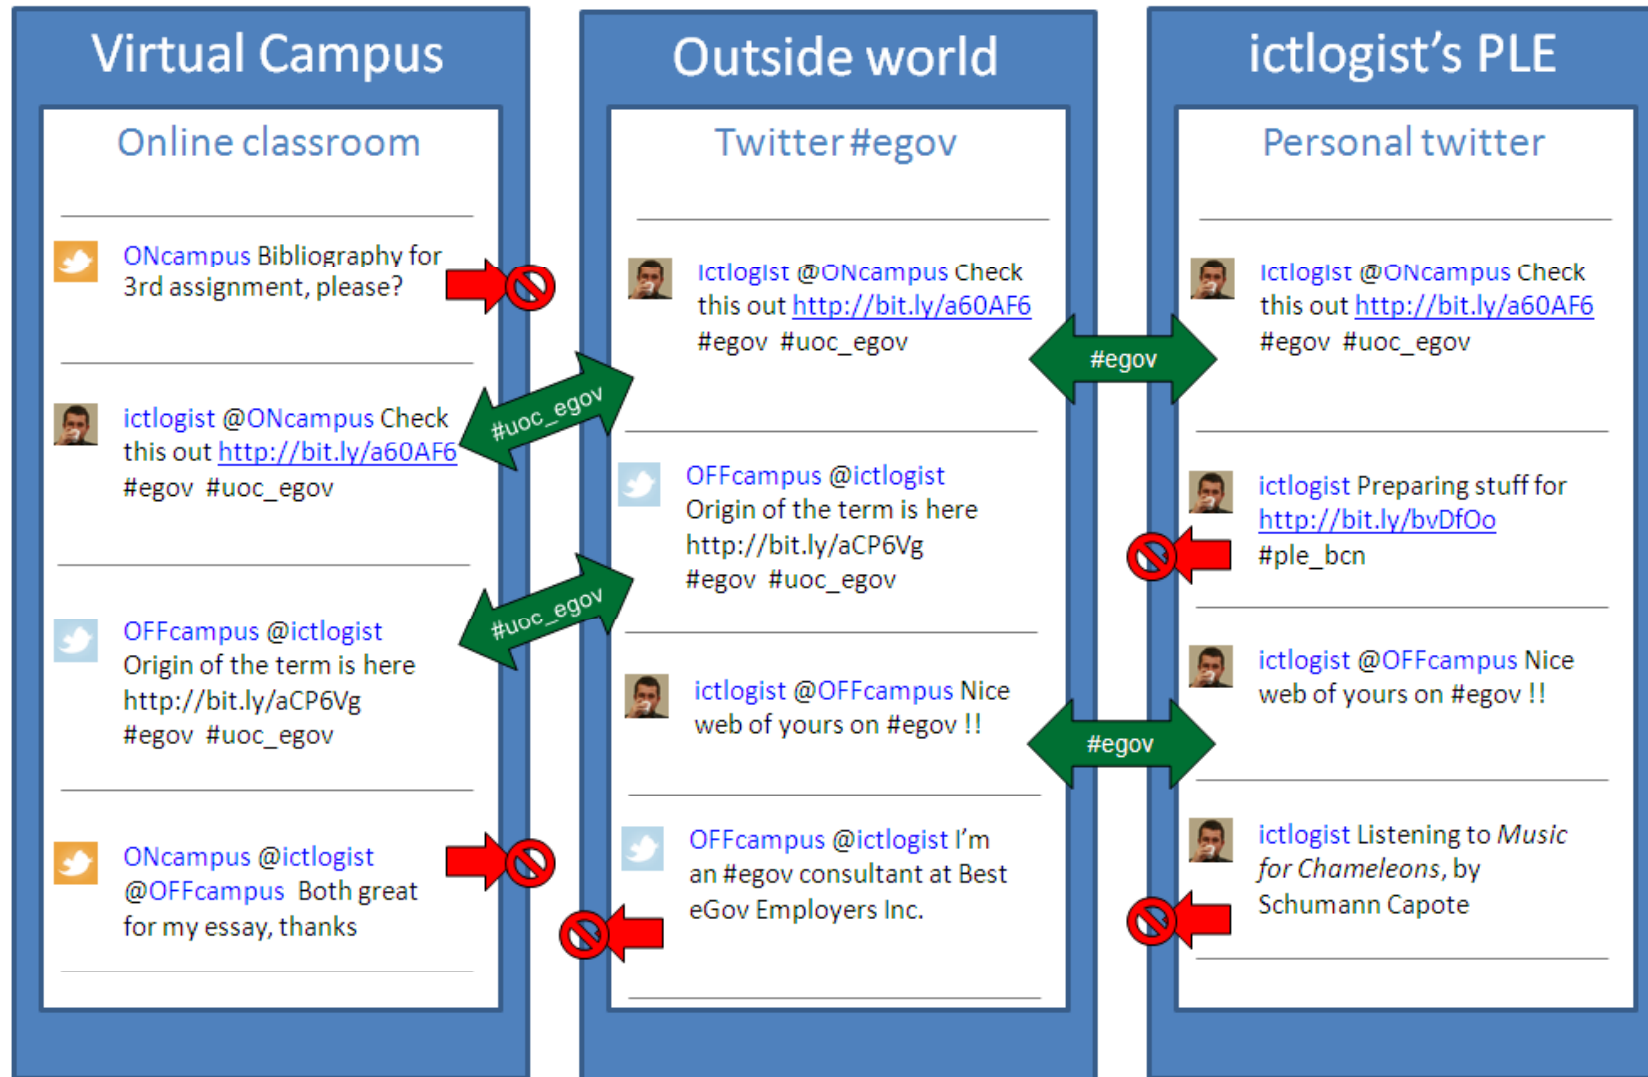 Virtual Campus
Online classroom
ONcampus Bibliography for
3rd assignment, please?
ictlogist @ONcampus Check
this out http://bit.ly/a60AF6
#egov #uoc_egov
OFFcampus @ictlogist
Origin of the term is here
http://bit.ly/aCP6Vg
#egov #uoc_egov
ONcampus @ictlogist
@OFFcampus Both great
for my essay, thanks
#uoc_egov
#uoc_egov
Outside world
Twitter #egov
ictlogist @ONcampus Check
this out http://bit.ly/a60AF6
#egov #uoc_egov
OFFcampus @ictlogist
Origin of the term is here
http://bit.ly/aCP6Vg
#egov #uoc_egov
ictlogist @OFFcampus Nice
web of yours on #egov !!
OFFcampus @ictlogist I'm
an #egov consultant at Best
eGov Employers Inc.
#egov
#egov
ictlogist's PLE
Personal twitter
ictlogist @ONcampus Check
this out http://bit.ly/a60AF6
#egov #uoc_egov
ictlogist Preparing stuff for
http://bit.ly/bvDfOo
#ple_bcn
ictlogist @OFFcampus Nice
web of yours on #egov !!
ictlogist Listening to Music
for Chameleons, by
Schumann Capote